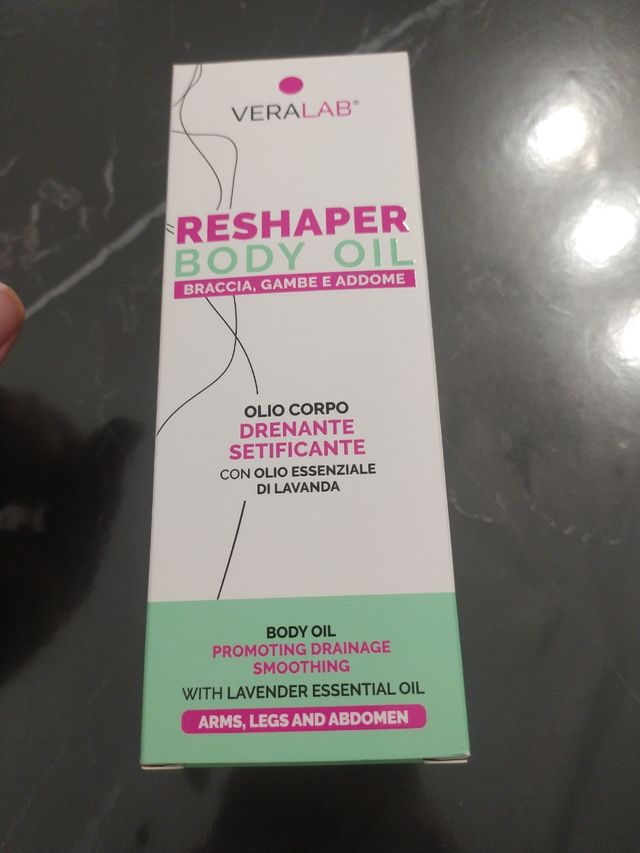 VERALAB®
RESHAPER
BODY OIL
BRACCIA, GAMBE E ADDOME
OLIO CORPO
DRENANTE
SETIFICANTE
CON OLIO ESSENZIALE
DI LAVANDA
BODY OIL
PROMOTING DRAINAGE
SMOOTHING
WITH LAVENDER ESSENTIAL OIL
ARMS, LEGS AND ABDOMEN